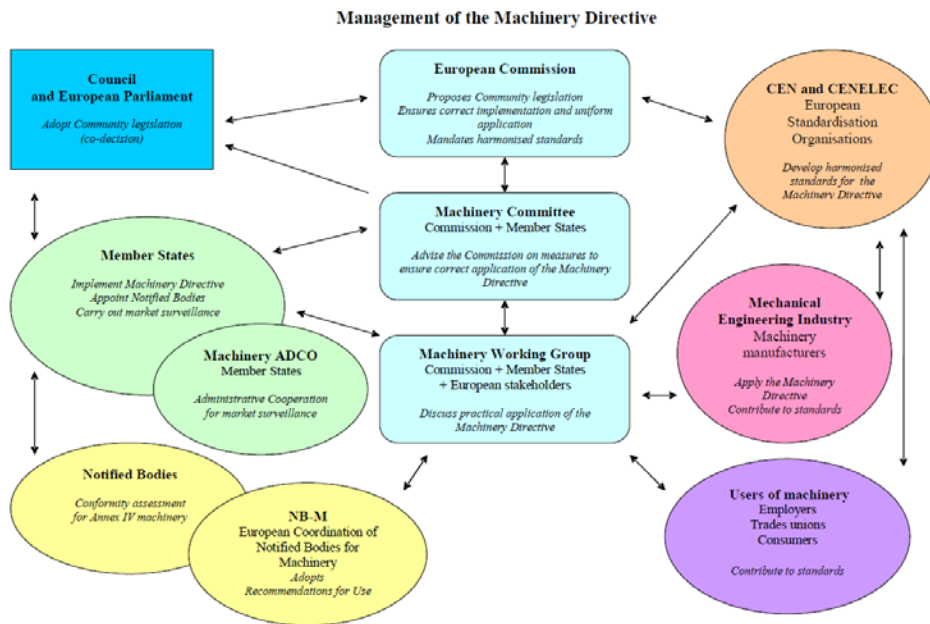 Management of the Machinery Directive
Council
and European Parliament
Adopt Community legislation
(co-decision)
European Commission
Proposes Community legislation
Ensures correct implementation and uniform
application
Mandates harmonised standards
CEN and CENELEC
European
Standardisation
Organisations
Develop harmonised
standards for the
Machinery Directive
Machinery Committee
Commission + Member States
Advise the Commission on measures to
ensure correct application of the Machinery
Directive
Member States
Implement Machinery Directive
Appoint Notified Bodies
Carry out market surveillance
Machinery ADCO
Member States
Administrative Cooperation
for market surveillance
Machinery Working Group
Commission + Member States
+ European stakeholders
Discuss practical application of the
Machinery Directive
Mechanical
Engineering Industry
Machinery
manufacturers
Apply the Machinery
Directive
Contribute to standards
Notified Bodies
Conformity assessment
for Annex IV machinery
NB-M
European Coordination of
Notified Bodies for
Machinery
Adopts
Recommendations for Use
Users of machinery
Employers
Trades unions
Consumers
Contribute to standards